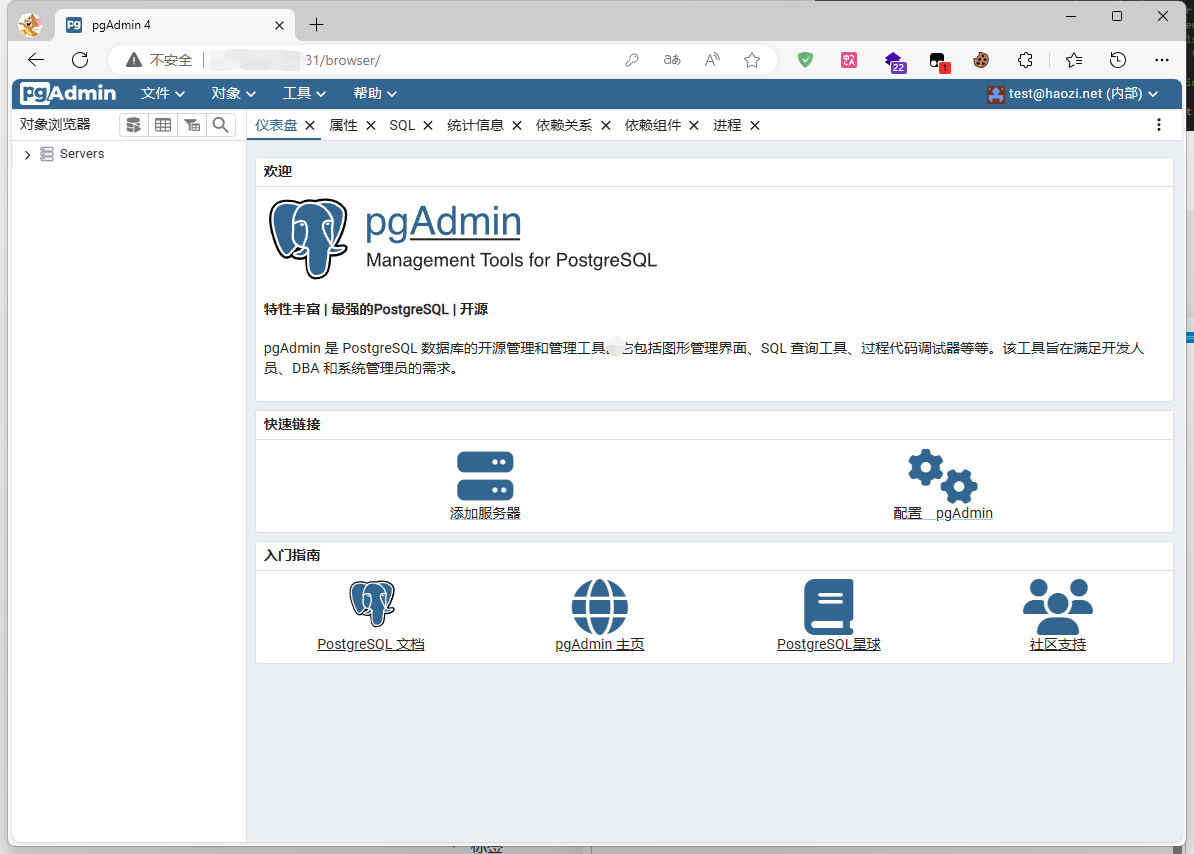 pgAdmin 4
不安全
31/browser/
22
1
pgAdmin 文件 对象 工具 帮助 test@haozi.net (内部)
对象浏览器
仪表盘 属性 SQL 统计信息 依赖关系 依赖组件 进程
Servers
欢迎
pgAdmin
Management Tools for PostgreSQL
特性丰富 | 最强的PostgreSQL | 开源
pgAdmin 是 PostgreSQL 数据库的开源管理和管理工具。它包括图形管理界面、SQL 查询工具、过程代码调试器等等。该工具旨在满足开发人
员、DBA 和系统管理员的需求。
快速链接
添加服务器
配置 pgAdmin
入门指南
PostgreSQL 文档
pgAdmin 主页
PostgreSQL星球
社区支持
标签